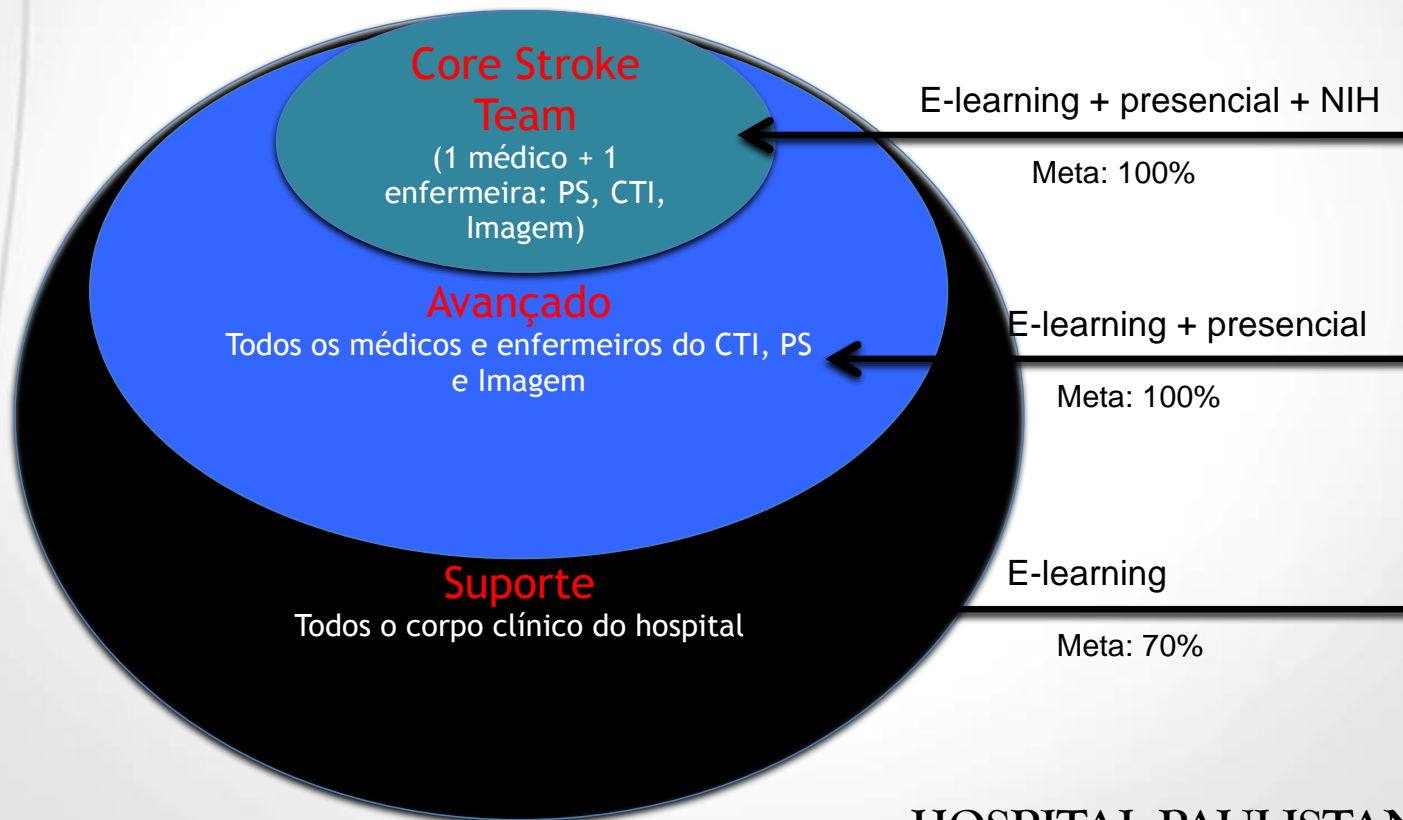 Core Stroke
Team
(1 médico + 1
enfermeira: PS, CTI,
Imagem)
E-learning + presencial + NIH
Meta: 100%
Avançado
Todos os médicos e enfermeiros do CTI, PS
e Imagem
E-learning + presencial
Meta: 100%
Suporte
Todos o corpo clínico do hospital
E-learning
Meta: 70%
HOSPITAL